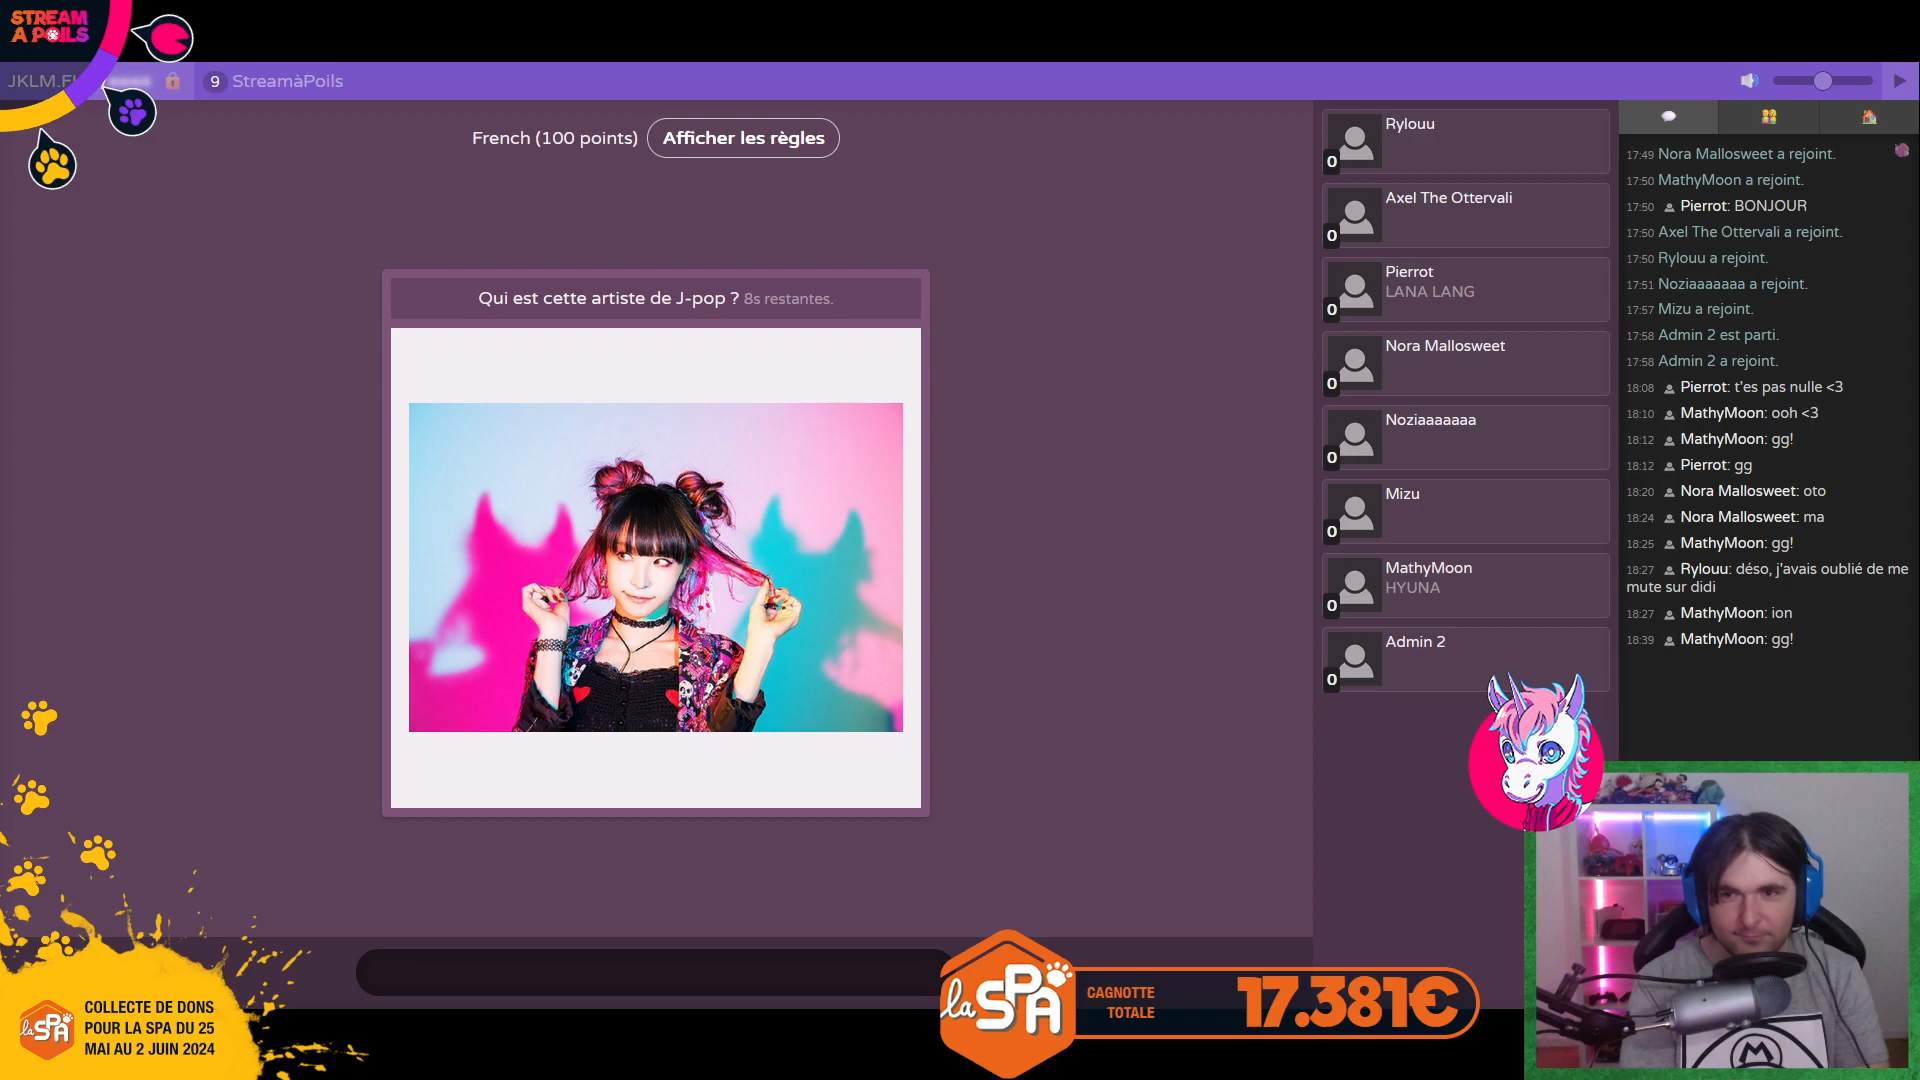 STREAM
A POILS
JKLM.F
9 StreamàPoils
French (100 points) Afficher les règles
Qui est cette artiste de J-pop ? 8s restantes.
Rylouu
0
Axel The Ottervali
0
Pierrot
LANA LANG
0
Nora Mallosweet
0
Noziaaaaaaa
0
Mizu
0
MathyMoon
HYUNA
0
Admin 2
0
17:49 Nora Mallosweet a rejoint.
17:50 MathyMoon a rejoint.
17:50 Pierrot: BONJOUR
17:50 Axel The Ottervali a rejoint.
17:50 Rylouu a rejoint.
17:51 Noziaaaaaaa a rejoint.
17:57 Mizu a rejoint.
17:58 Admin 2 est parti.
17:58 Admin 2 a rejoint.
18:08 Pierrot: t'es pas nulle <3
18:10 MathyMoon: ooh <3
18:12 MathyMoon: gg!
18:12 Pierrot: gg
18:20 Nora Mallosweet: oto
18:24 Nora Mallosweet: ma
18:25 MathyMoon: gg!
18:27 Rylouu: déso, j'avais oublié de me
mute sur didi
18:27 MathyMoon: ion
18:39 MathyMoon: gg!
la SPA
COLLECTE DE DONS
POUR LA SPA DU 25
MAI AU 2 JUIN 2024
la SPA
CAGNOTTE
TOTALE
17.381€
M